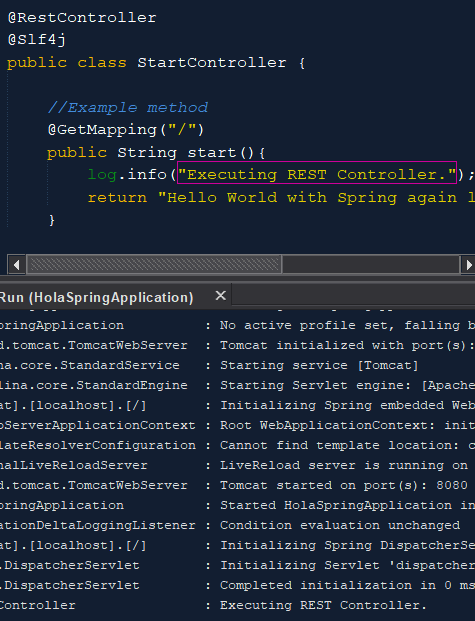 @RestController
@Slf4j
public class StartController {
//Example method
@GetMapping("/")
public String start(){
log.info("Executing REST Controller.");
return "Hello World with Spring again l
}
Run (HolaSpringApplication) ×
pringApplication : No active profile set, falling b
d.tomcat.TomcatWebServer : Tomcat initialized with port(s):
na.core.StandardService : Starting service [Tomcat]
lina.core.StandardEngine : Starting Servlet engine: [Apache
at].[localhost].[/] : Initializing Spring embedded Web
bServerApplicationContext : Root WebApplicationContext: init
lateResolverConfiguration : Cannot find template location: c
nalLiveReloadServer : LiveReload server is running on
d.tomcat.TomcatWebServer : Tomcat started on port(s): 8080
pringApplication : Started HolaSpringApplication in
ationDeltaLoggingListener : Condition evaluation unchanged
at].[localhost].[/] : Initializing Spring DispatcherSe
.DispatcherServlet : Initializing Servlet 'dispatcher
.DispatcherServlet : Completed initialization in 0 ms
Controller : Executing REST Controller.